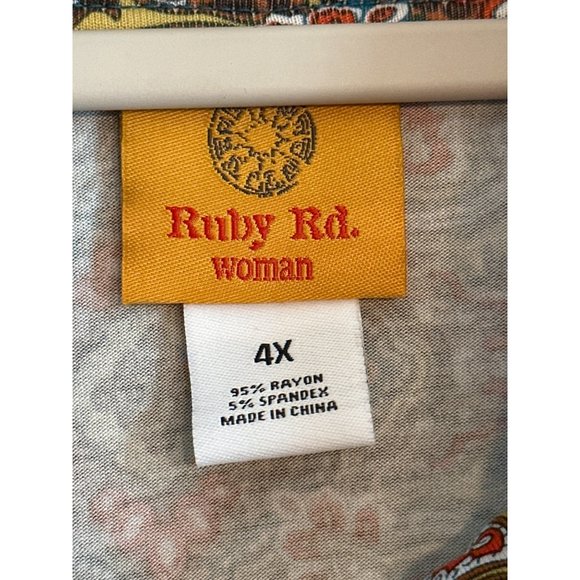 Ruby Rd.
woman
4X
95% RAYON
5% SPANDEX
MADE IN CHINA